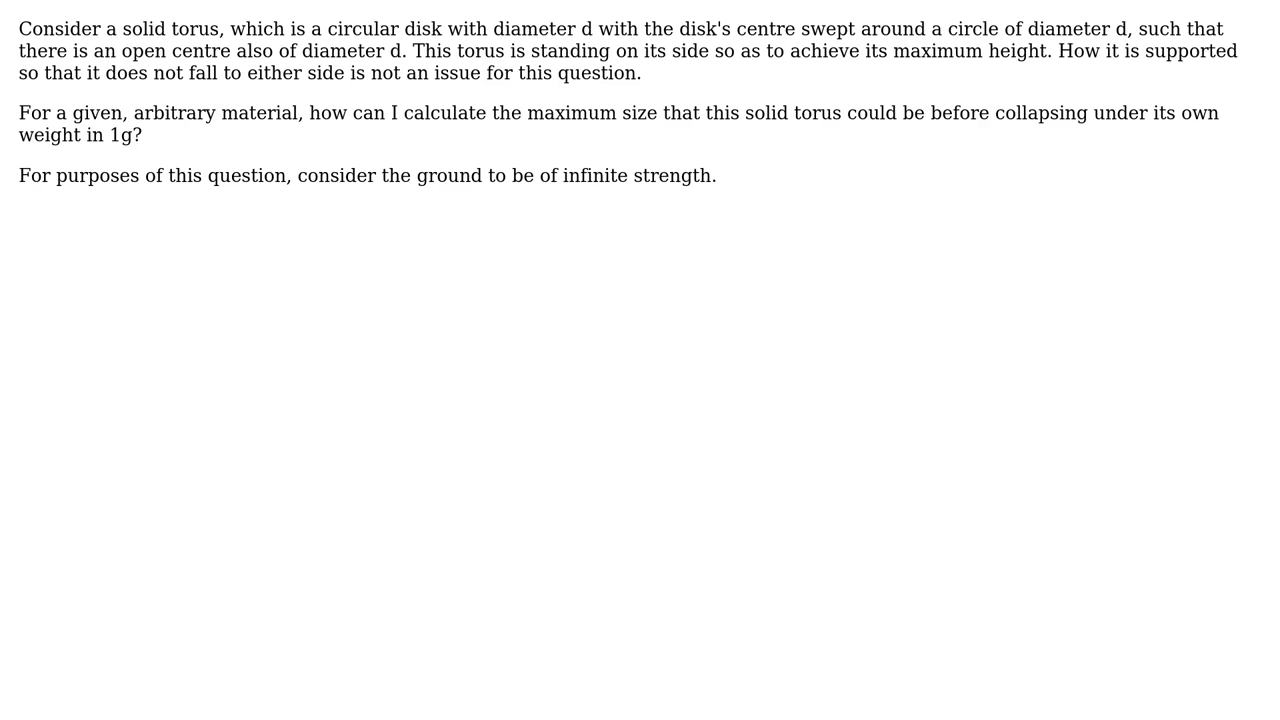 Consider a solid torus, which is a circular disk with diameter d with the disk's centre swept around a circle of diameter d, such that
there is an open centre also of diameter d. This torus is standing on its side so as to achieve its maximum height. How it is supported
so that it does not fall to either side is not an issue for this question.
For a given, arbitrary material, how can I calculate the maximum size that this solid torus could be before collapsing under its own
weight in 1g?
For purposes of this question, consider the ground to be of infinite strength.